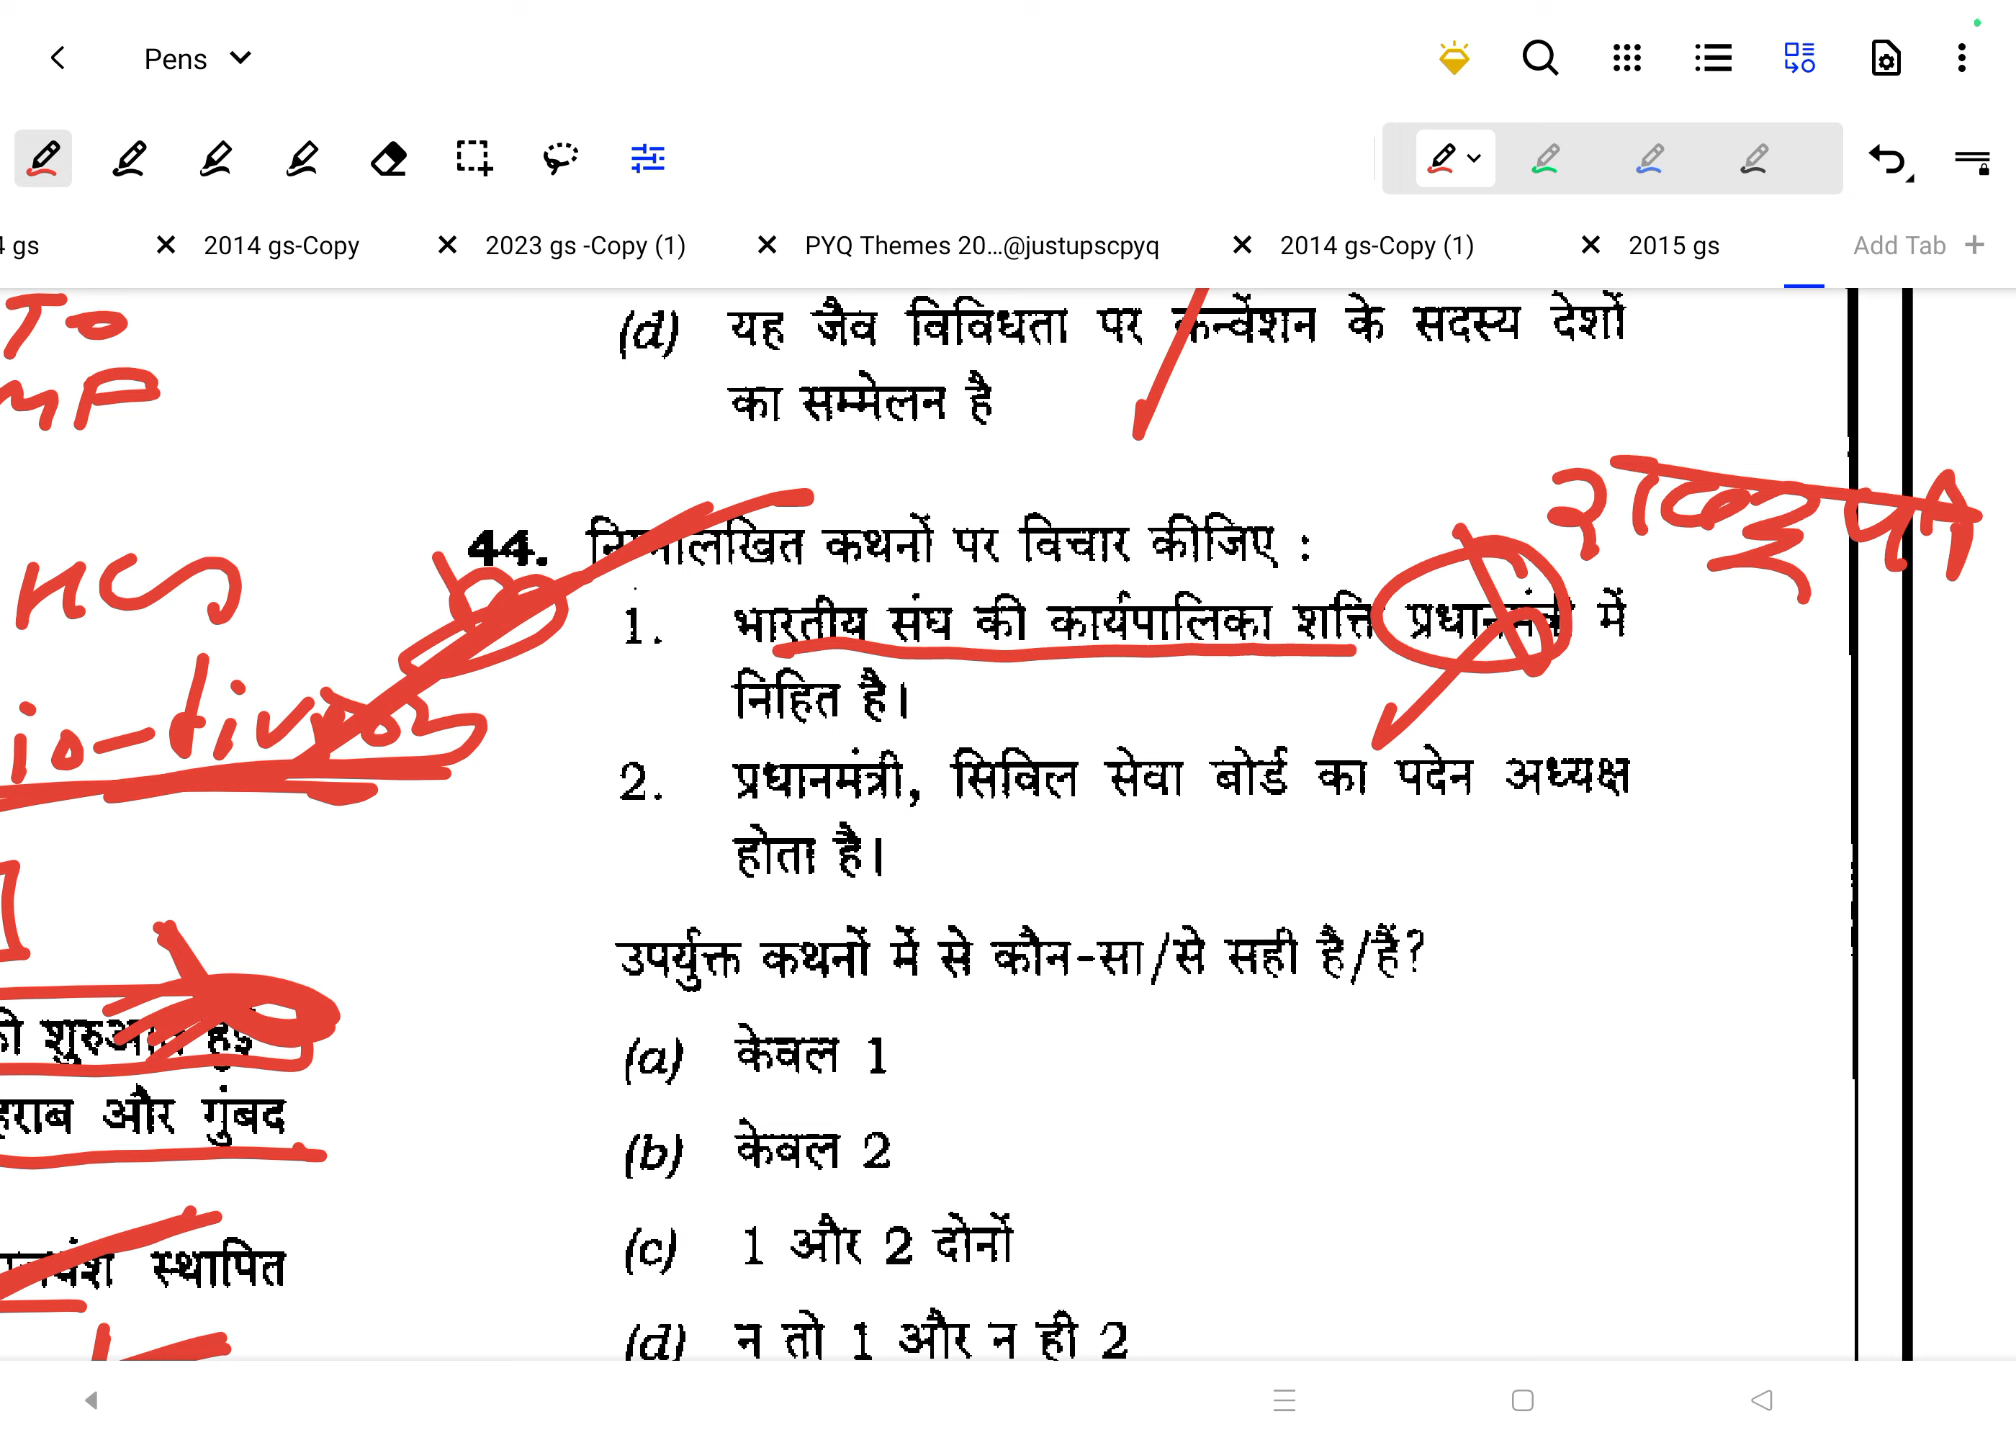 Pens
4 gs
2014 gs-Copy
2023 gs -Copy (1)
PYQ Themes 20...@justupscpyq
2014 gs-Copy (1)
2015 gs
Add Tab +
To
MP
(d) यह जैव विविधता पर कन्वेंशन के सदस्य देशों
का सम्मेलन है
44. निम्नलिखित कथनों पर विचार कीजिए :
1. भारतीय संघ की कार्यपालिका शक्ति प्रधानमंत्री में
निहित है।
2. प्रधानमंत्री, सिविल सेवा बोर्ड का पदेन अध्यक्ष
होता है।
उपर्युक्त कथनों में से कौन-सा/से सही है/हैं?
(a) केवल 1
(b) केवल 2
(c) 1 और 2 दोनों
(d) न तो 1 और न ही 2
की शुरुआत हुई
हराब और गुंबद
स्थापित